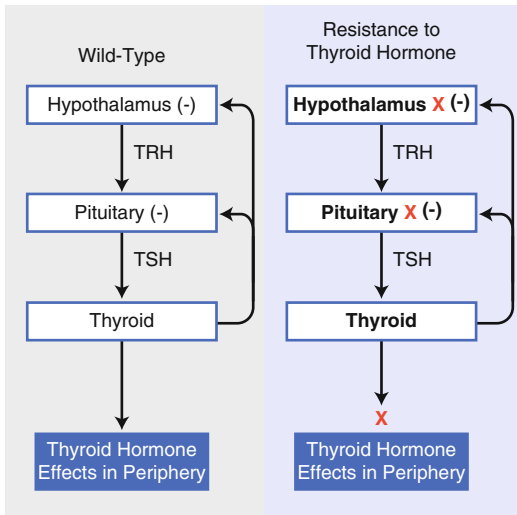 Wild-Type
Hypothalamus (-)
TRH
Pituitary (-)
TSH
Thyroid
Thyroid Hormone
Effects in Periphery
Resistance to
Thyroid Hormone
Hypothalamus X (-)
TRH
Pituitary X (-)
TSH
Thyroid
X
Thyroid Hormone
Effects in Periphery